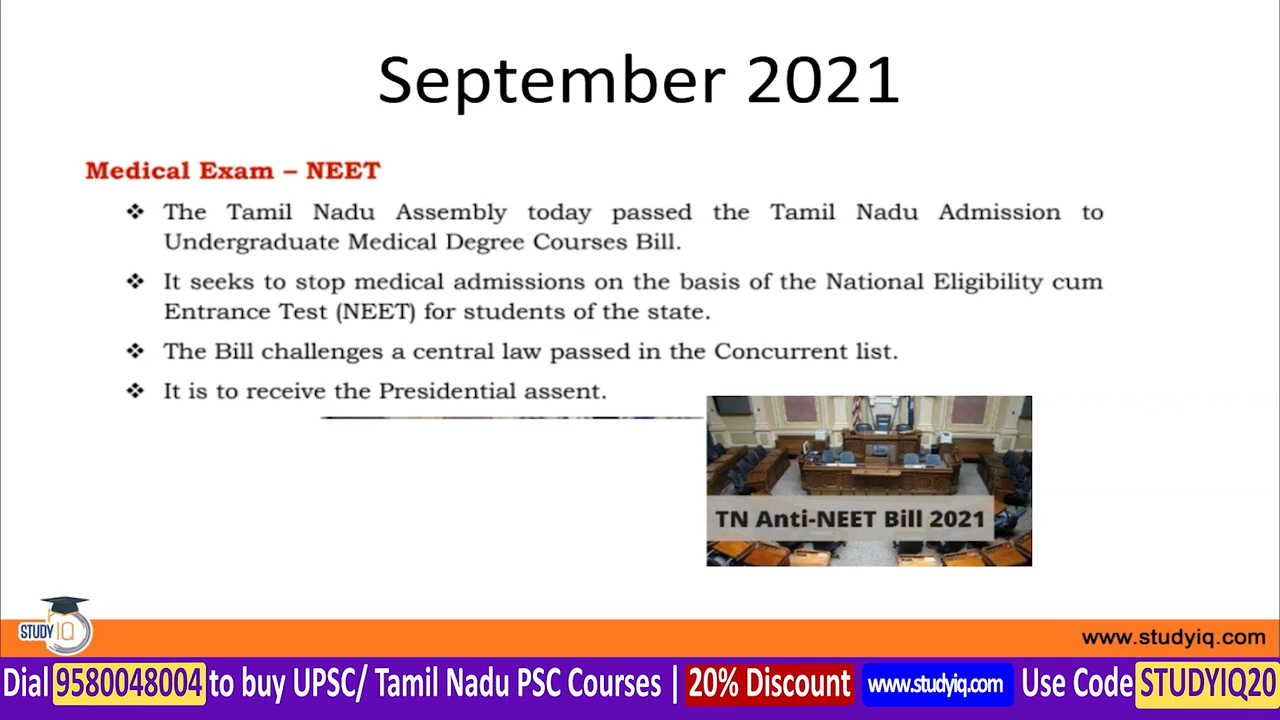 September 2021
Medical Exam – NEET
❖ The Tamil Nadu Assembly today passed the Tamil Nadu Admission to
Undergraduate Medical Degree Courses Bill.
❖ It seeks to stop medical admissions on the basis of the National Eligibility cum
Entrance Test (NEET) for students of the state.
❖ The Bill challenges a central law passed in the Concurrent list.
❖ It is to receive the Presidential assent.
TN Anti-NEET Bill 2021
STUDY IQ
www.studyiq.com
Dial 9580048004 to buy UPSC/ Tamil Nadu PSC Courses | 20% Discount www.studyiq.com Use Code STUDYIQ20